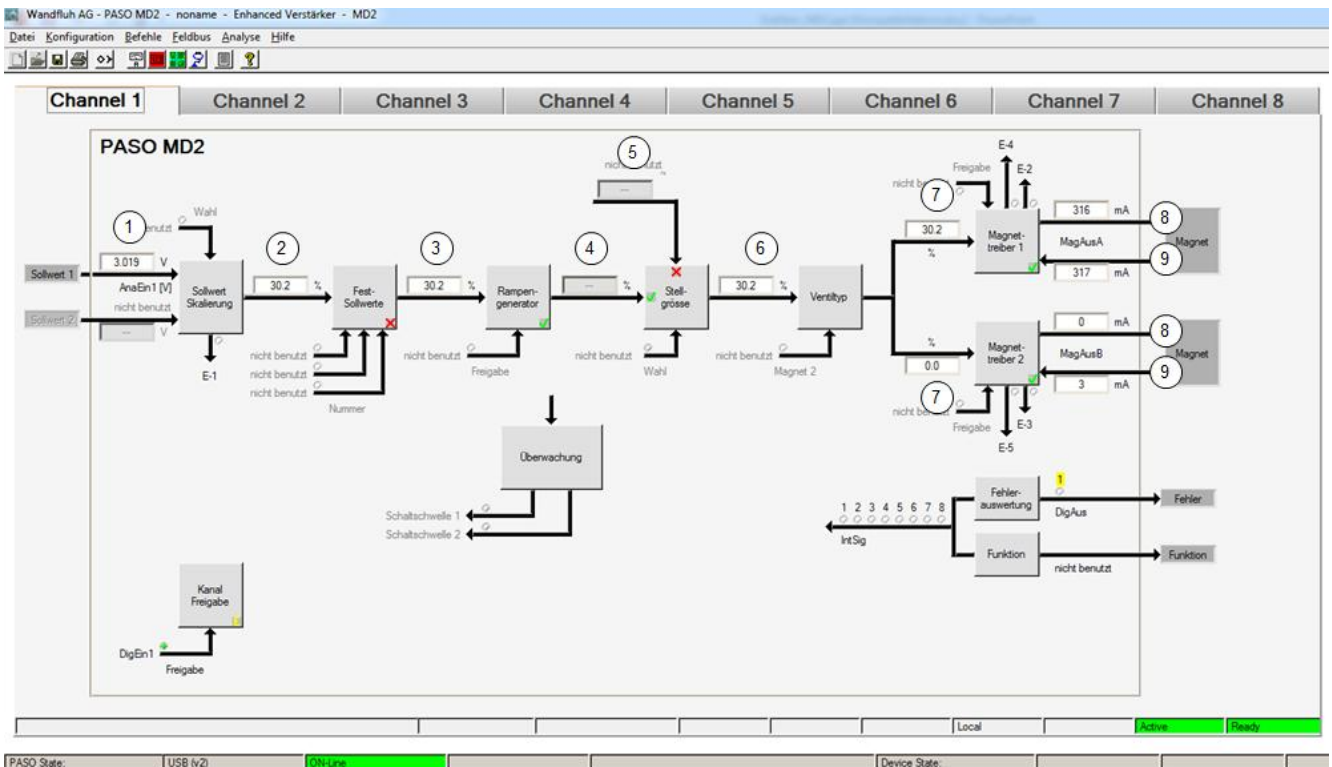 Wandfluh AG - PASO MD2 - noname - Enhanced Verstärker - MD2
Datei Konfiguration Befehle Feldbus Analyse Hilfe
Channel 1 Channel 2 Channel 3 Channel 4 Channel 5 Channel 6 Channel 7 Channel 8
PASO MD2
1
Wahl
Sollwert 1
3.019 V
AnaEin1 [V]
nicht benutzt
Sollwert 2
--- V
Sollwert
Skalierung
E-1
2
30.2 %
Fest-
Sollwerte
nicht benutzt
nicht benutzt
nicht benutzt
Nummer
3
30.2 %
Rampen-
generator
nicht benutzt
Freigabe
4
--- %
5
---
Stell-
grösse
nicht benutzt
Wahl
6
30.2 %
Ventiltyp
nicht benutzt
Magnet 2
E-4
E-2
Freigabe
7
30.2
%
Magnet-
treiber 1
316 mA
8
MagAusA
Magnet
9
317 mA
%
0.0
Magnet-
treiber 2
0 mA
8
MagAusB
Magnet
9
3 mA
7
Freigabe
E-3
E-5
Überwachung
Schaltschwelle 1
Schaltschwelle 2
1 2 3 4 5 6 7 8
IntSig
Fehler-
auswertung
1
DigAus
Fehler
Funktion
nicht benutzt
Funktion
Kanal
Freigabe
DigEin1
Freigabe
Local
Active
Ready
PASO State:
USB (v2)
ON-Line
Device State: